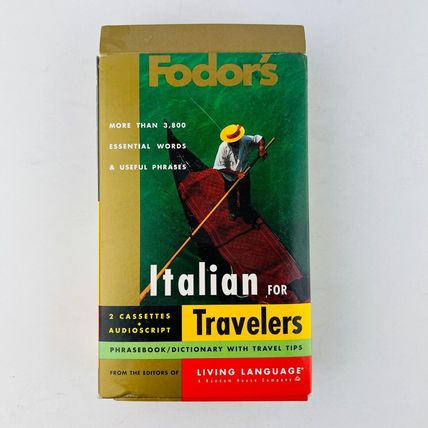 Fodor's
MORE THAN 3,800
ESSENTIAL WORDS
& USEFUL PHRASES
Italian FOR
2 CASSETTES
+
AUDIOSCRIPT
Travelers
PHRASEBOOK/DICTIONARY WITH TRAVEL TIPS
FROM THE EDITORS OF
LIVING LANGUAGE®
A Random House Company